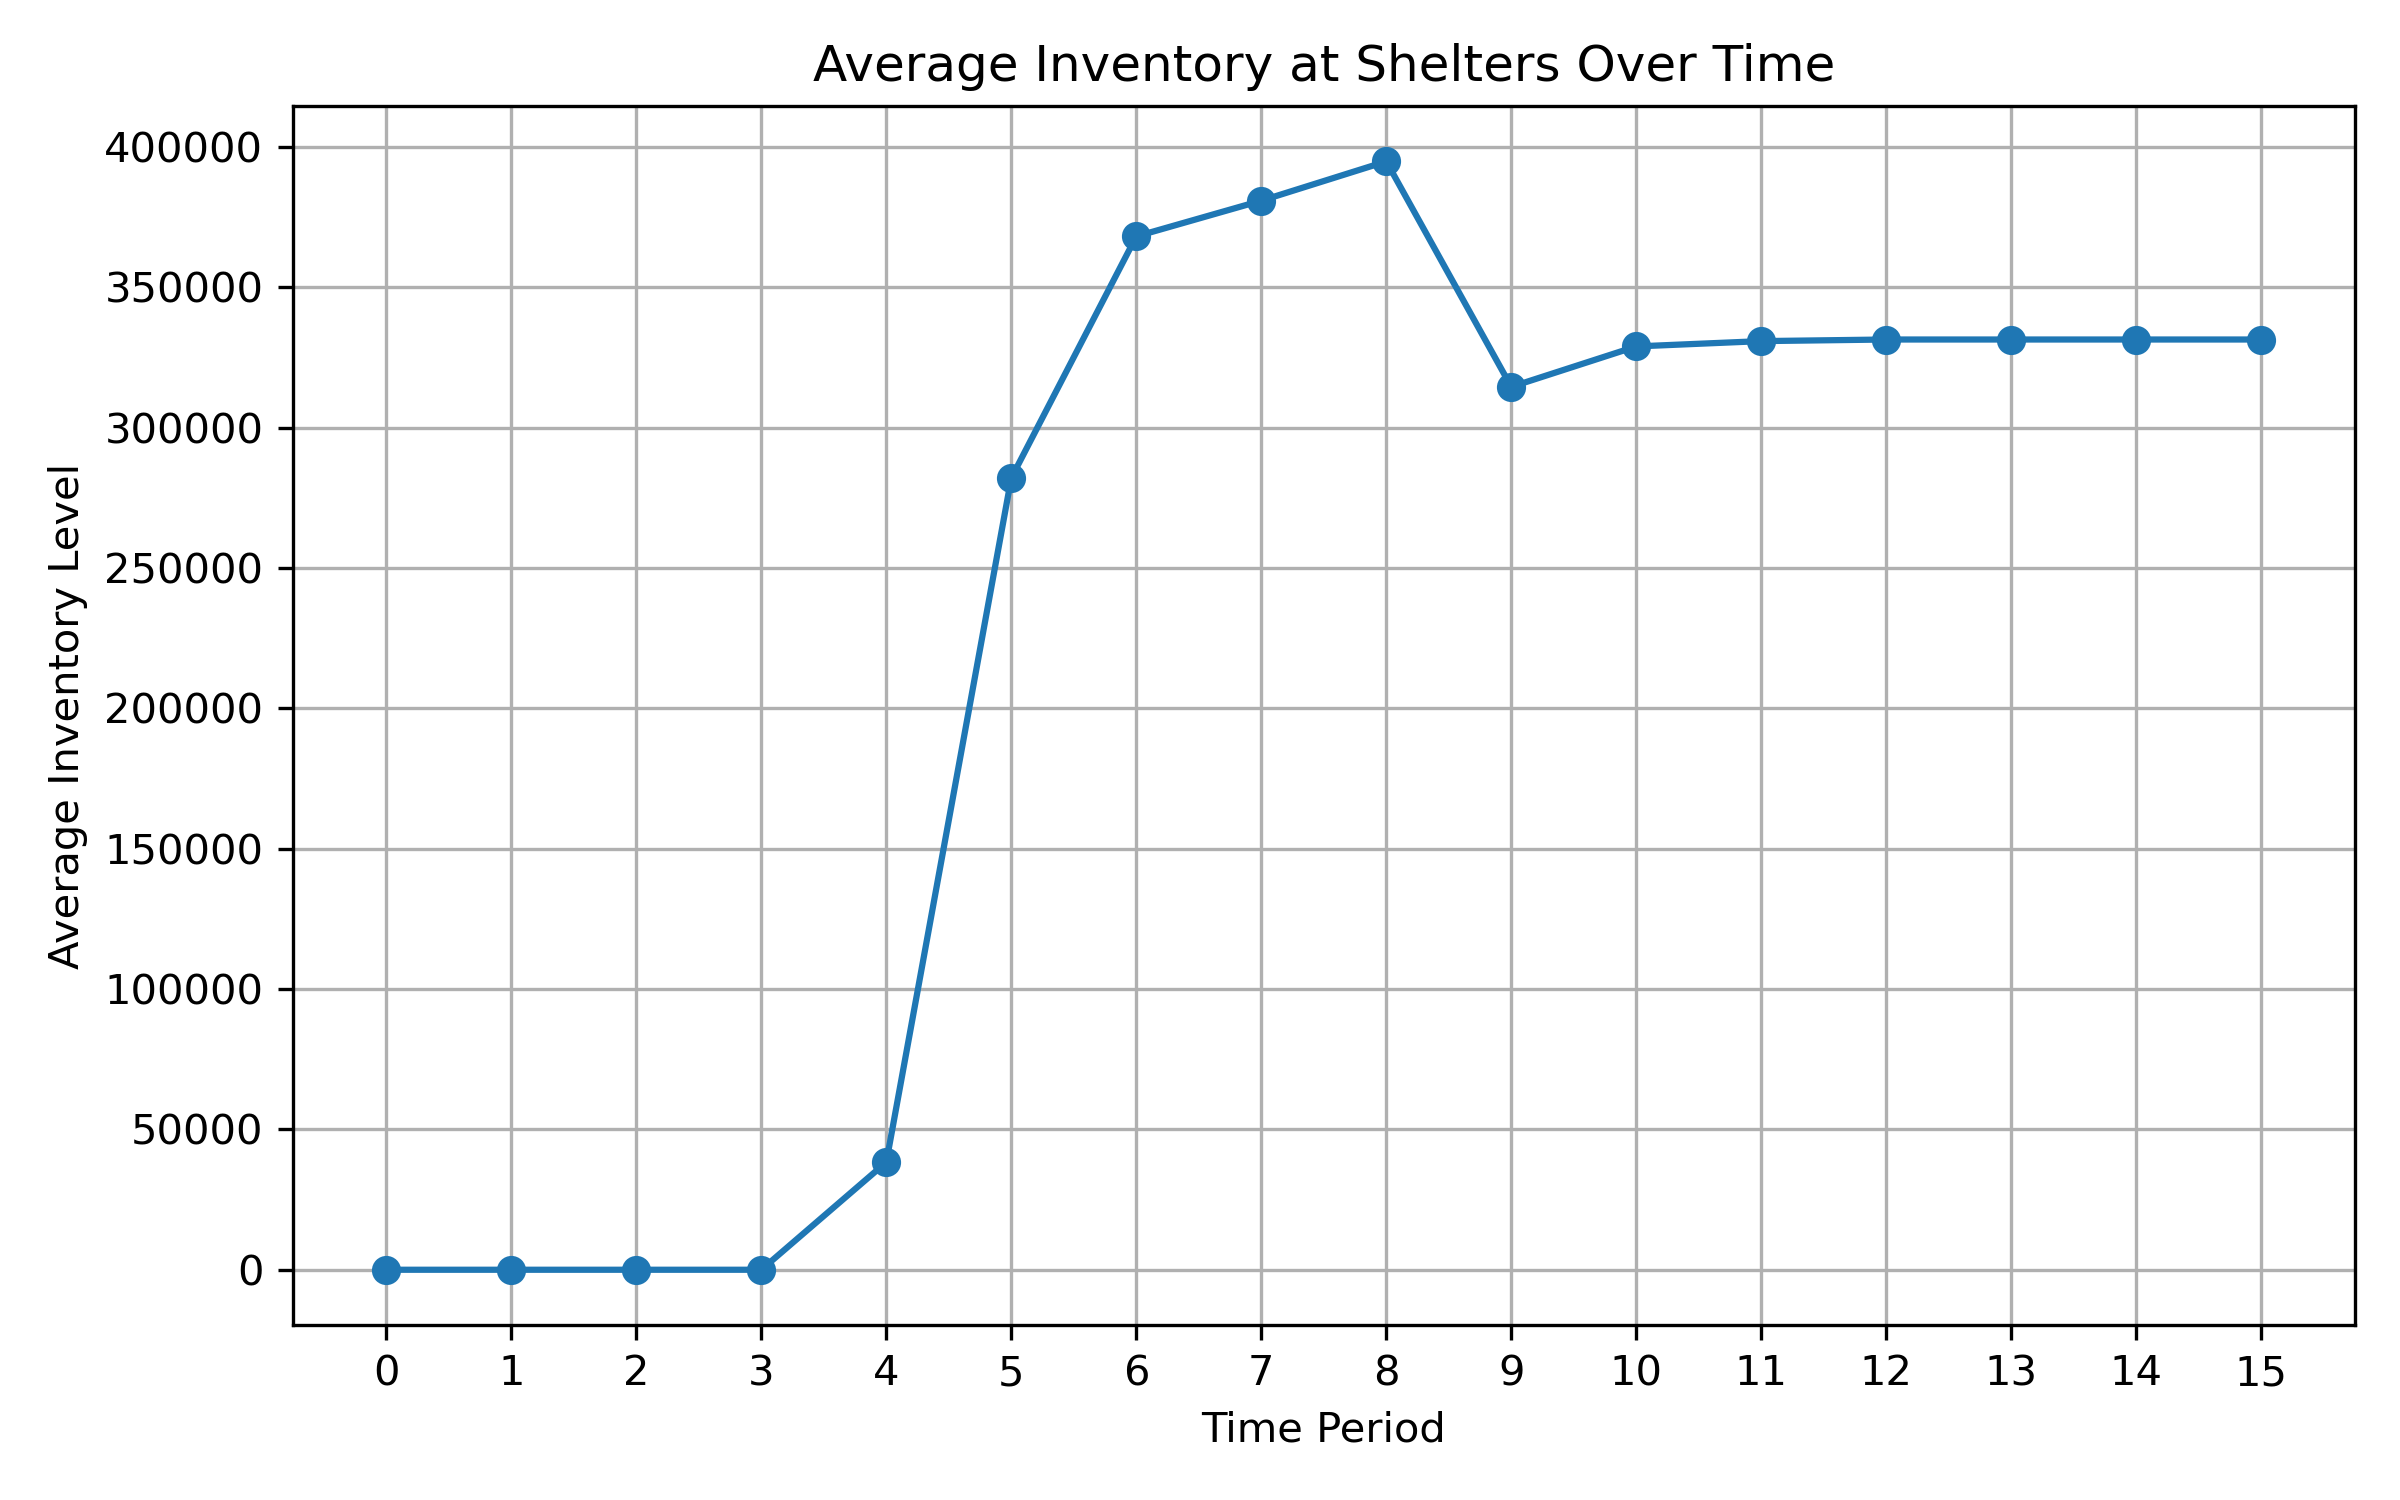 Average Inventory at Shelters Over Time
Average Inventory Level
400000
350000
300000
250000
200000
150000
100000
50000
0
0 1 2 3 4 5 6 7 8 9 10 11 12 13 14 15
Time Period